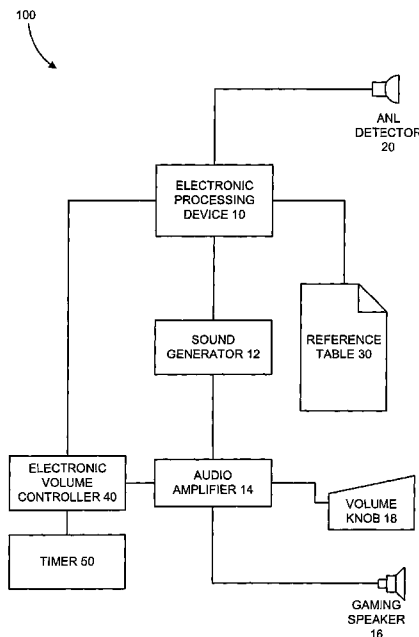 100
ANL
DETECTOR
20
ELECTRONIC
PROCESSING
DEVICE 10
REFERENCE
TABLE 30
SOUND
GENERATOR 12
ELECTRONIC
VOLUME
CONTROLLER 40
AUDIO
AMPLIFIER 14
VOLUME
KNOB 18
TIMER 50
GAMING
SPEAKER
16